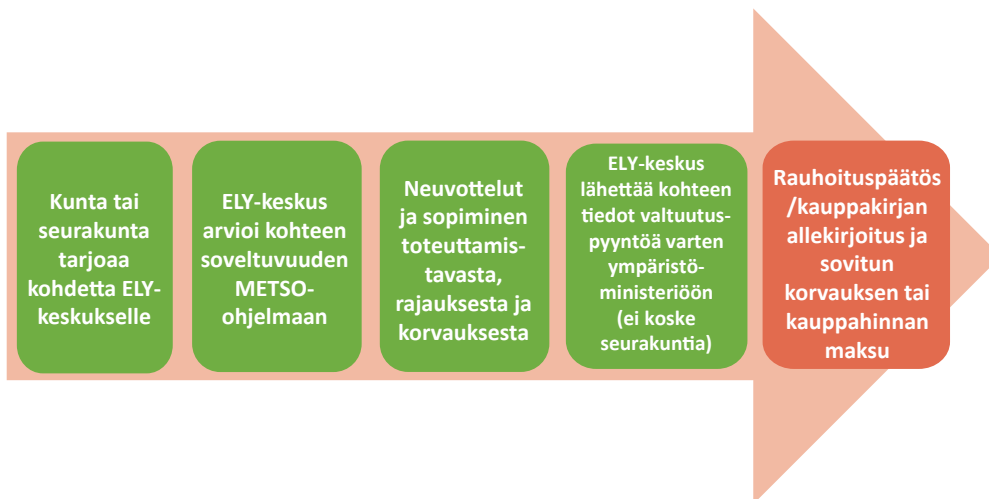 Kunta tai
seurakunta
tarjoaa
kohdetta ELY-
keskukselle
ELY-keskus
arvioi kohteen
soveltuvuuden
METSO-
ohjelmaan
Neuvottelut
ja sopiminen
toteuttamis-
tavasta,
rajauksesta ja
korvauksesta
ELY-keskus
lähettää kohteen
tiedot valtuutus-
pyyntöä varten
ympäristö-
ministeriöön
(ei koske
seurakuntia)
Rauhoituspäätös
/kauppakirjan
allekirjoitus ja
sovitun
korvauksen tai
kauppahinnan
maksu